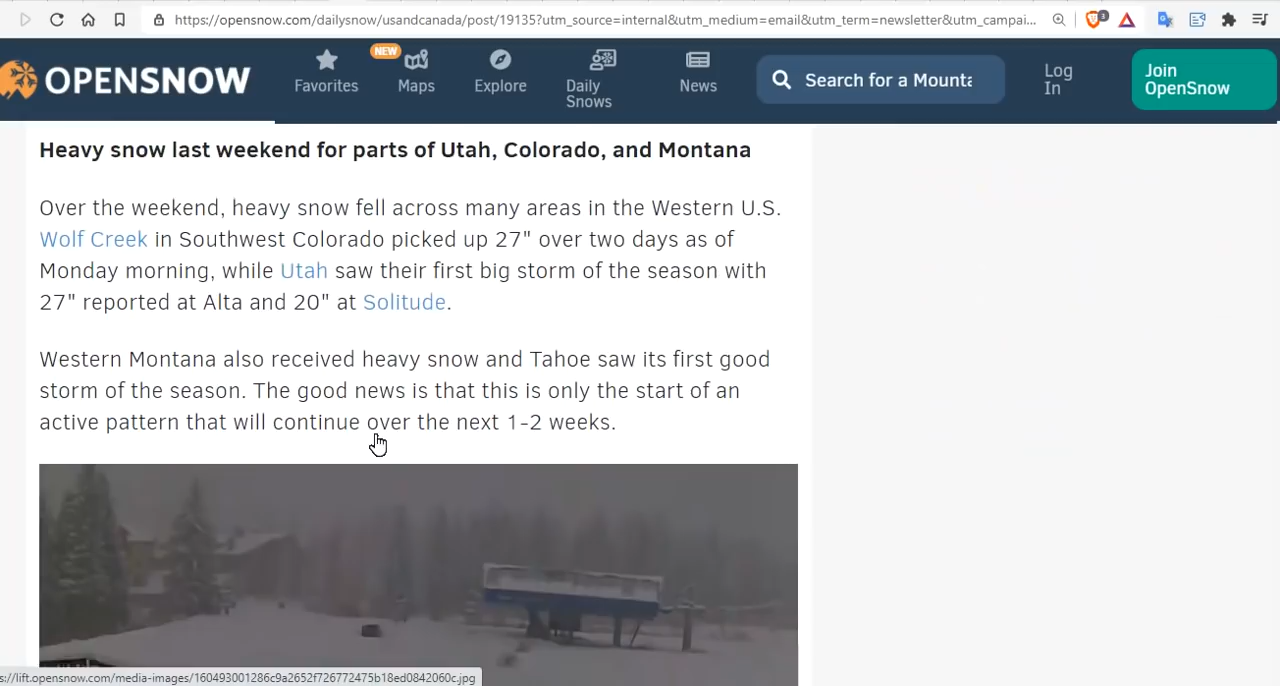 https://opensnow.com/dailysnow/usandcanada/post/19135?utm_source=internal&utm_medium=email&utm_term=newsletter&utm_campai...
3
OPENSNOW
Favorites
NEW
Maps
Explore
Daily
Snows
News
Search for a Mounta
Log
In
Join
OpenSnow
Heavy snow last weekend for parts of Utah, Colorado, and Montana
Over the weekend, heavy snow fell across many areas in the Western U.S.
Wolf Creek in Southwest Colorado picked up 27" over two days as of
Monday morning, while Utah saw their first big storm of the season with
27" reported at Alta and 20" at Solitude.
Western Montana also received heavy snow and Tahoe saw its first good
storm of the season. The good news is that this is only the start of an
active pattern that will continue over the next 1-2 weeks.
s://lift.opensnow.com/media-images/160493001286c9a2652f726772475b18ed0842060c.jpg